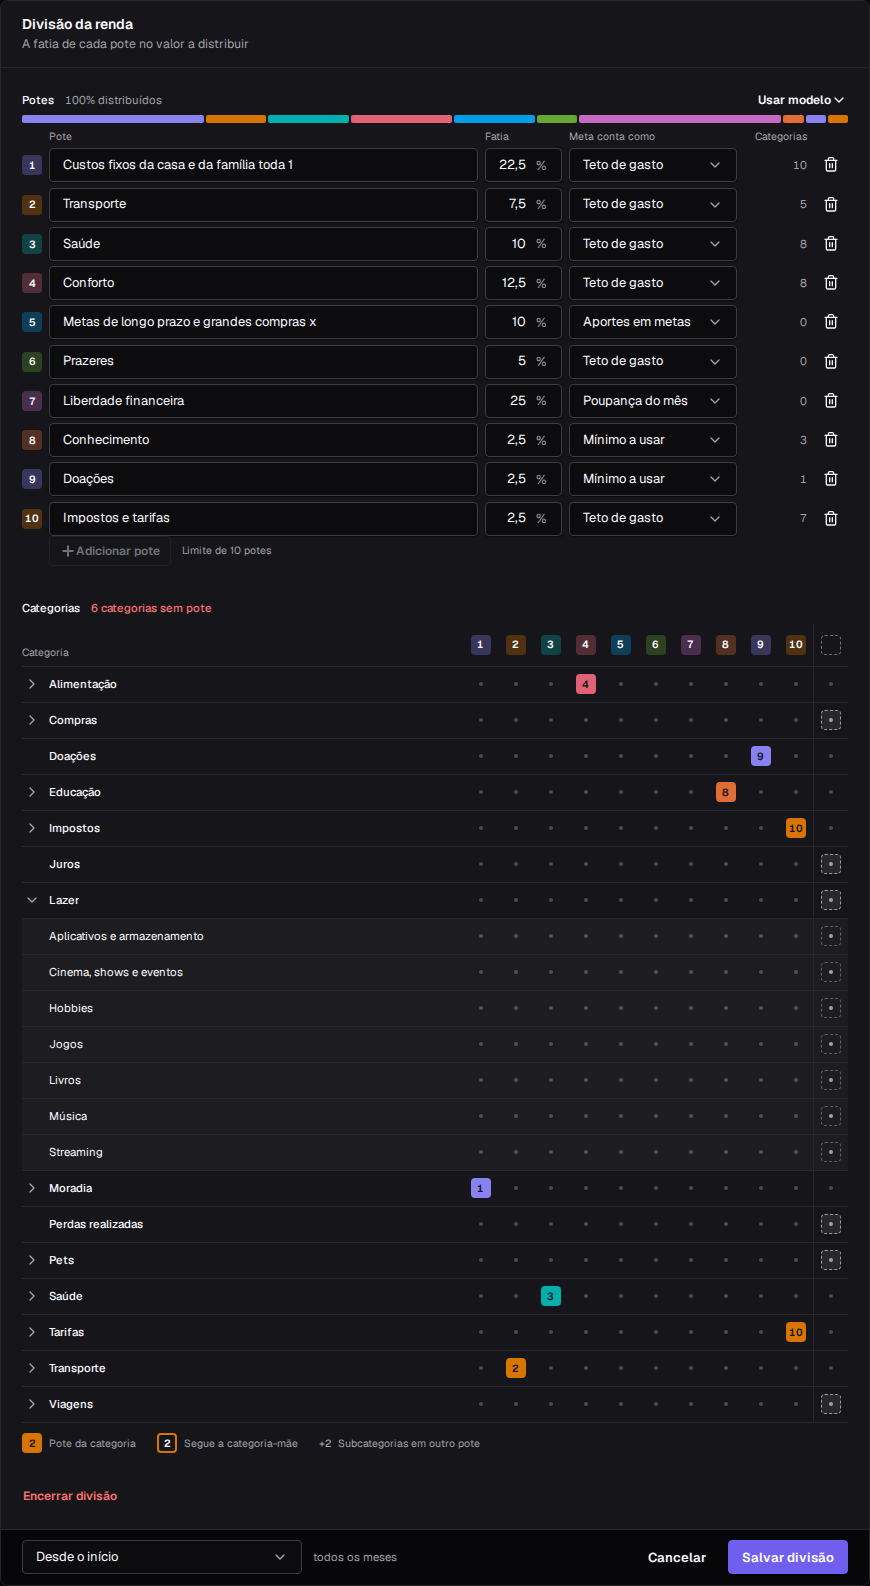 Divisão da renda
A fatia de cada pote no valor a distribuir
Potes 100% distribuídos Usar modelo
Pote Fatia Meta conta como Categorias
1 Custos fixos da casa e da família toda 1 22,5 % Teto de gasto 10
2 Transporte 7,5 % Teto de gasto 5
3 Saúde 10 % Teto de gasto 8
4 Conforto 12,5 % Teto de gasto 8
5 Metas de longo prazo e grandes compras x 10 % Aportes em metas 0
6 Prazeres 5 % Teto de gasto 0
7 Liberdade financeira 25 % Poupança do mês 0
8 Conhecimento 2,5 % Mínimo a usar 3
9 Doações 2,5 % Mínimo a usar 1
10 Impostos e tarifas 2,5 % Teto de gasto 7
Adicionar pote Limite de 10 potes
Categorias 6 categorias sem pote
Categoria 1 2 3 4 5 6 7 8 9 10
Alimentação 4
Compras
Doações 9
Educação 8
Impostos 10
Juros
Lazer
Aplicativos e armazenamento
Cinema, shows e eventos
Hobbies
Jogos
Livros
Música
Streaming
Moradia 1
Perdas realizadas
Pets
Saúde 3
Tarifas 10
Transporte 2
Viagens
2 Pote da categoria 2 Segue a categoria-mãe +2 Subcategorias em outro pote
Encerrar divisão
Desde o início todos os meses Cancelar Salvar divisão